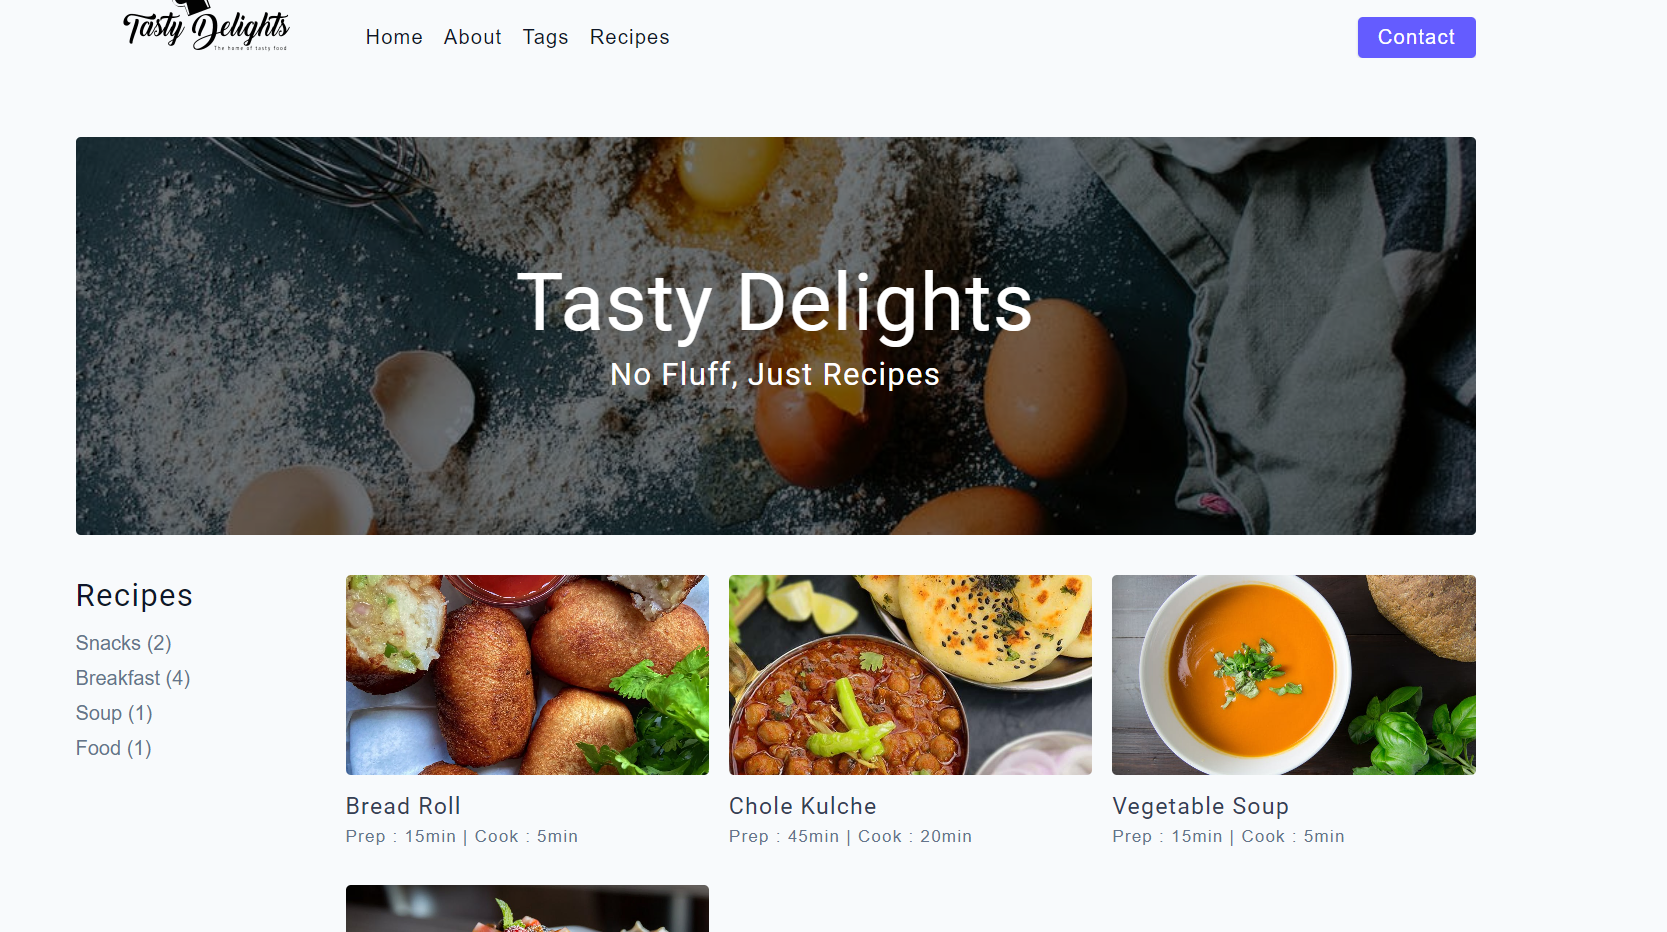 Tasty Delights
The home of tasty food
Home About Tags Recipes
Contact
Tasty Delights
No Fluff, Just Recipes
Recipes
Snacks (2)
Breakfast (4)
Soup (1)
Food (1)
Bread Roll
Prep : 15min | Cook : 5min
Chole Kulche
Prep : 45min | Cook : 20min
Vegetable Soup
Prep : 15min | Cook : 5min